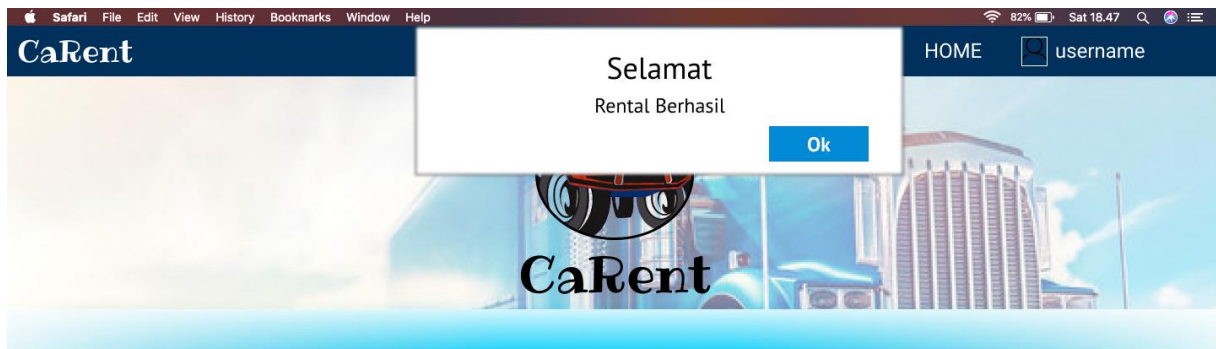 Safari File Edit View History Bookmarks Window Help 82% Sat 18.47
CaRent
HOME username
Selamat
Rental Berhasil
Ok
CaRent